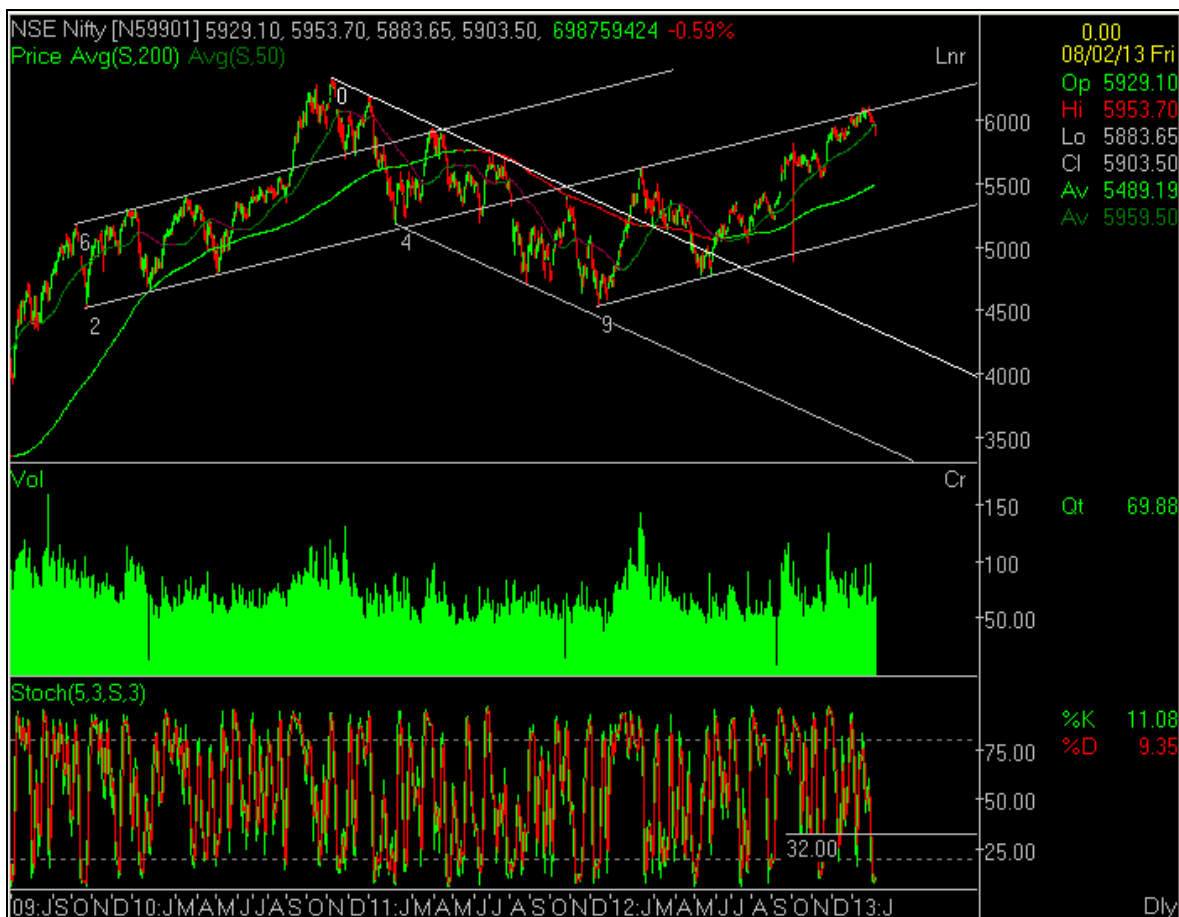 NSE Nifty [N59901] 5929.10, 5953.70, 5883.65, 5903.50, 698759424 -0.59%
Price Avg(S,200) Avg(S,50)
Lnr
0.00
08/02/13 Fri
Op 5929.10
Hi 5953.70
Lo 5883.65
Cl 5903.50
Av 5489.19
Av 5959.50
0
6
2
4
9
6000
5500
5000
4500
4000
3500
Vol
Cr
150
100
50.00
Qt 69.88
Stoch(5,3,S,3)
%K 11.08
%D 9.35
75.00
50.00
25.00
32.00
09:JSOND10:JMAMJJASOND11:JMAMJJASOND12:JMAMJJASOND13:J
Dly